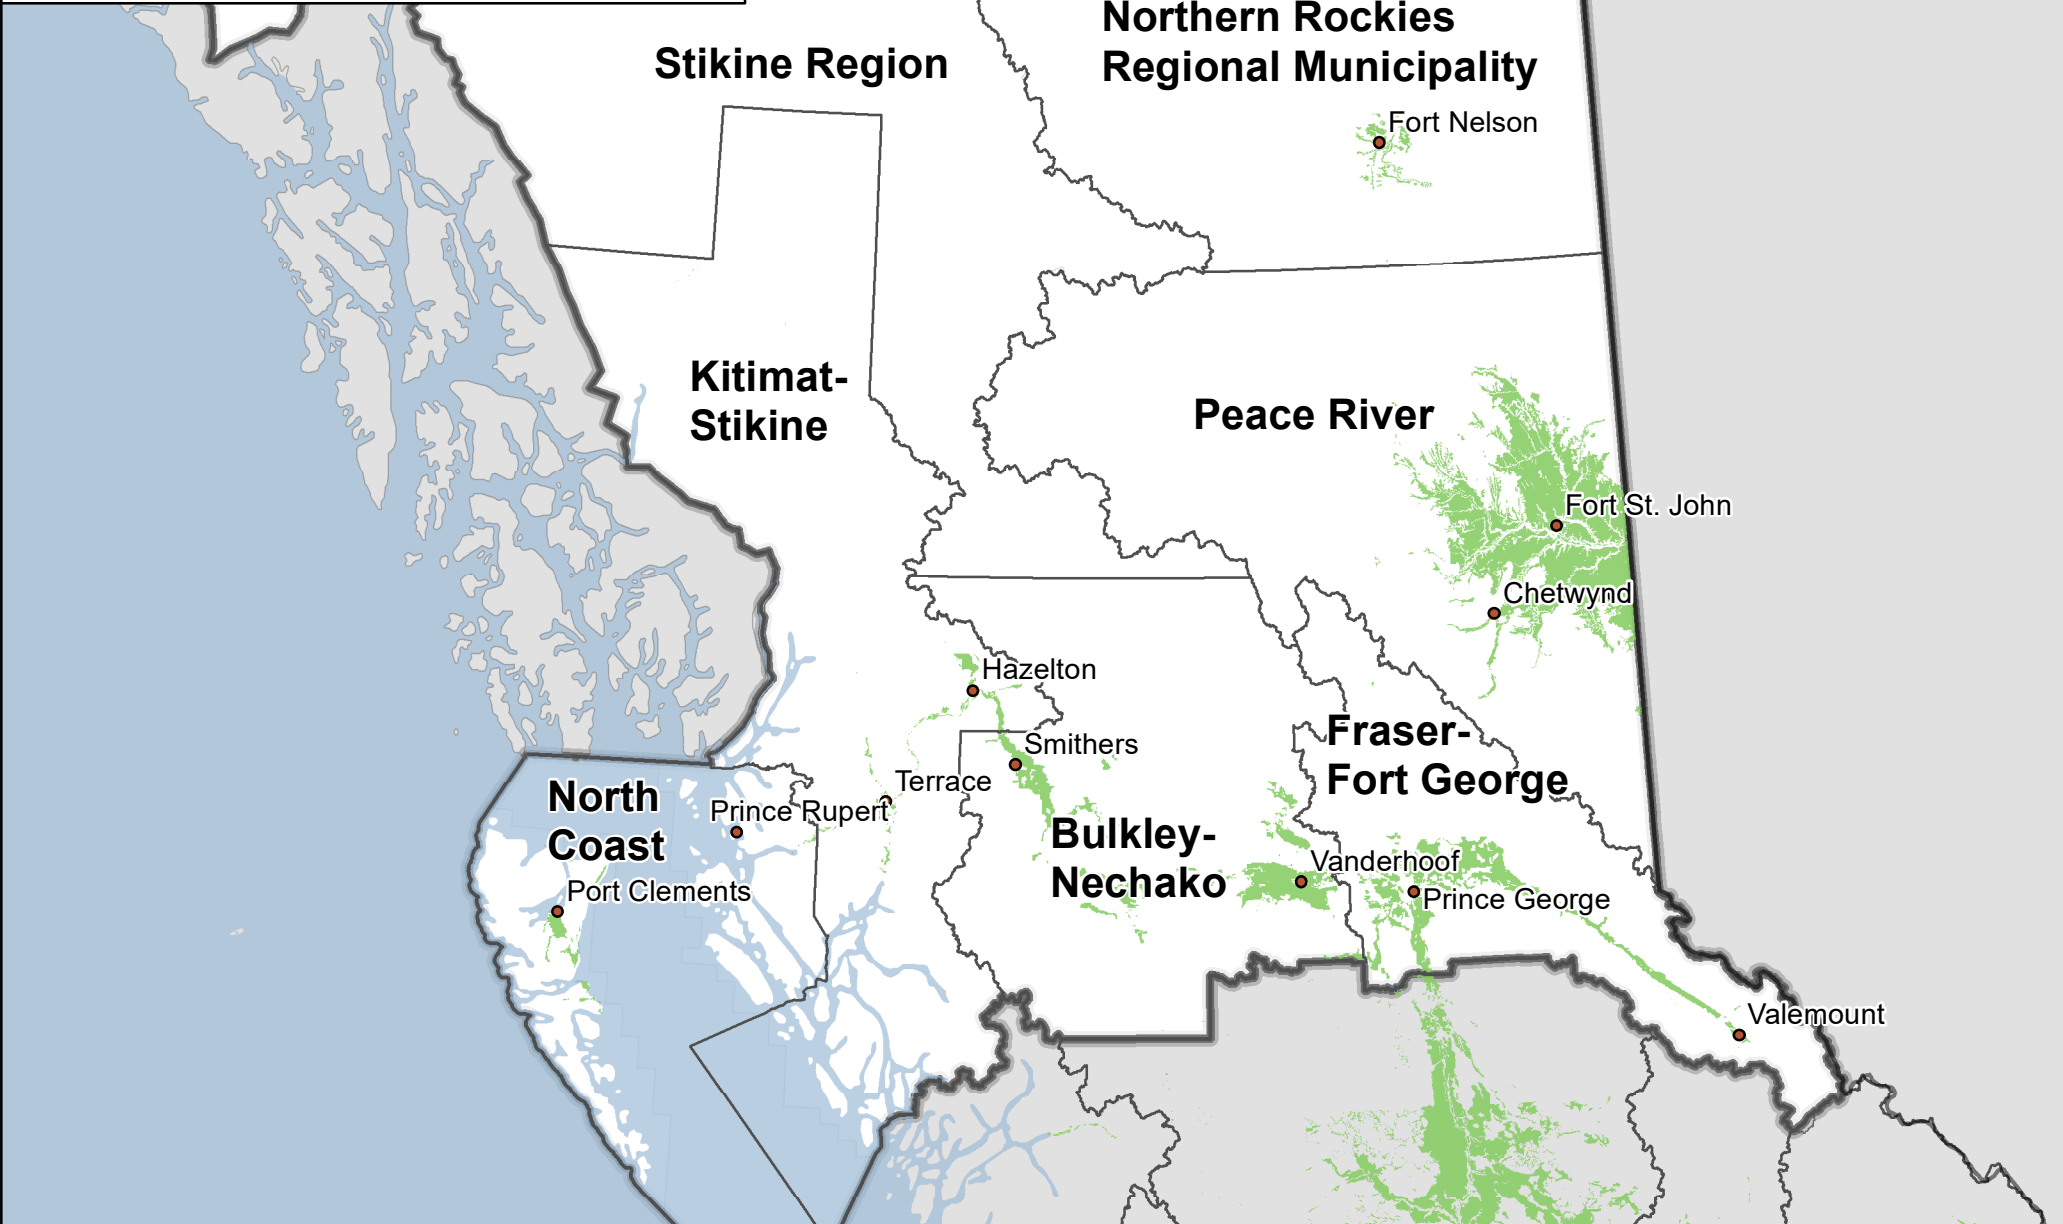 Northern Rockies
Regional Municipality
Stikine Region
Fort Nelson
Kitimat-
Stikine
Peace River
Fort St. John
Chetwynd
Hazelton
Smithers
Fraser-
Fort George
Terrace
North
Coast
Prince Rupert
Bulkley-
Nechako
Vanderhoof
Port Clements
Prince George
Valemount